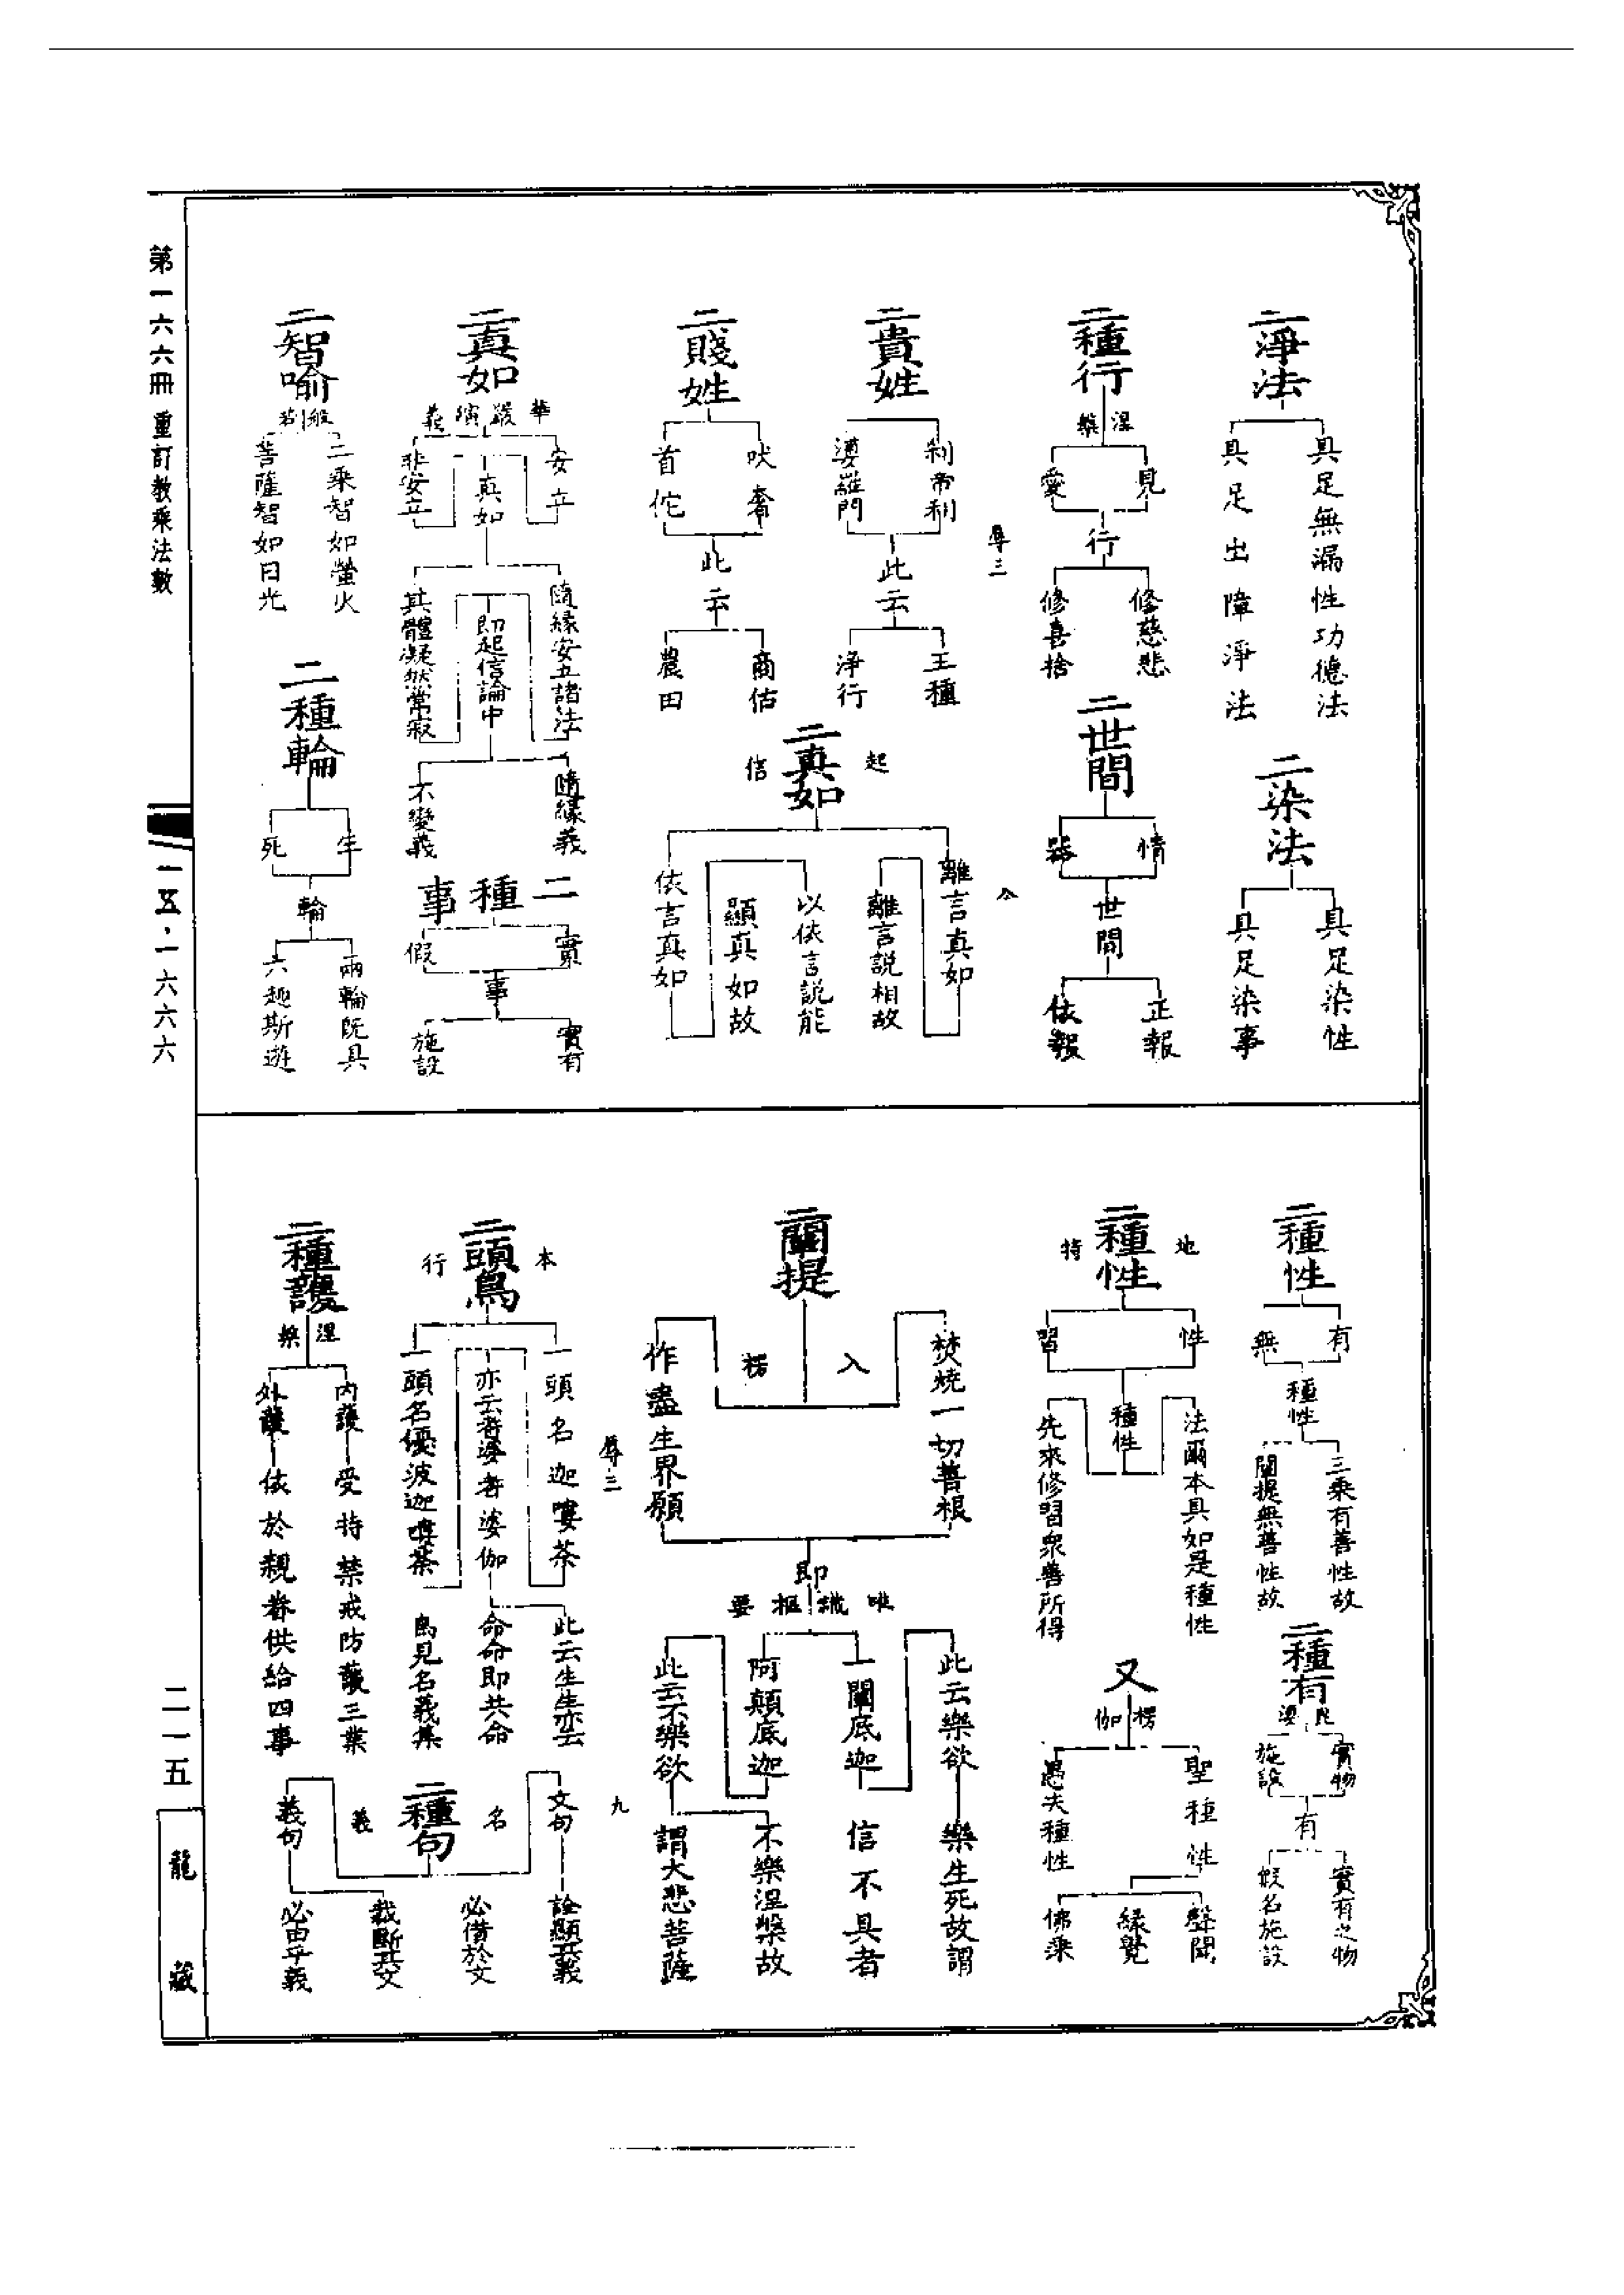 二淨法
具足無漏性功德法
具足出障淨法
二染法
具足染性
具足染事
二種行
涅槃
見
愛
行
修慈悲
修喜捨
二世間
情
器
世間
正報
依報
辱三
八
二貴姓
刹帝利
婆羅門
此云
王種
淨行
二賤姓
吠奢
首佗
此云
商估
農田
二真如
起信
離言真如
離言說相故
以依言說能
顯真如故
依言真如
二真如
華嚴演義
安立
真如
非安立
隨緣安立諸法
即起信論中
其體凝然常寂
隨緣義
不變義
二種事
實
假
事
實有
施設
二智喻
般若
二乘智如螢火
菩薩智如日光
二種輪
生
死
輪
兩輪既具
六趣斯遊
二種性
有
無
種性
三乘有善性故
闡提無善性故
二種有
毘婆
實物
施設
有
實有之物
假名施設
二種性
地持
性
習
種性
法爾本具如是種性
先來修習眾善所得
又
楞伽
聖種性
愚夫種性
聲聞
緣覺
佛乘
二闡提
入楞
焚燒一切善根
作盡生界願
即
唯識樞要
此云樂欲
樂生死故謂
一闡底迦
信不具者
阿顛底迦
不樂涅槃故
此云不樂欲
謂大悲菩薩
辱三
九
二頭鳥
本行
一頭名迦嘍茶
亦云耆婆耆婆伽
一頭名優波迦嘍茶
此云生生亦云
命命即共命
鳥見名義集
二種句
名義
文句
義句
詮顯其義
必借於文
裁斷其文
必由乎義
二種護
涅槃
內護
受持禁戒防護三業
外護
依於親眷供給四事
第一六六冊 重訂教乘法數
一五·一六六六
二一五
龍藏